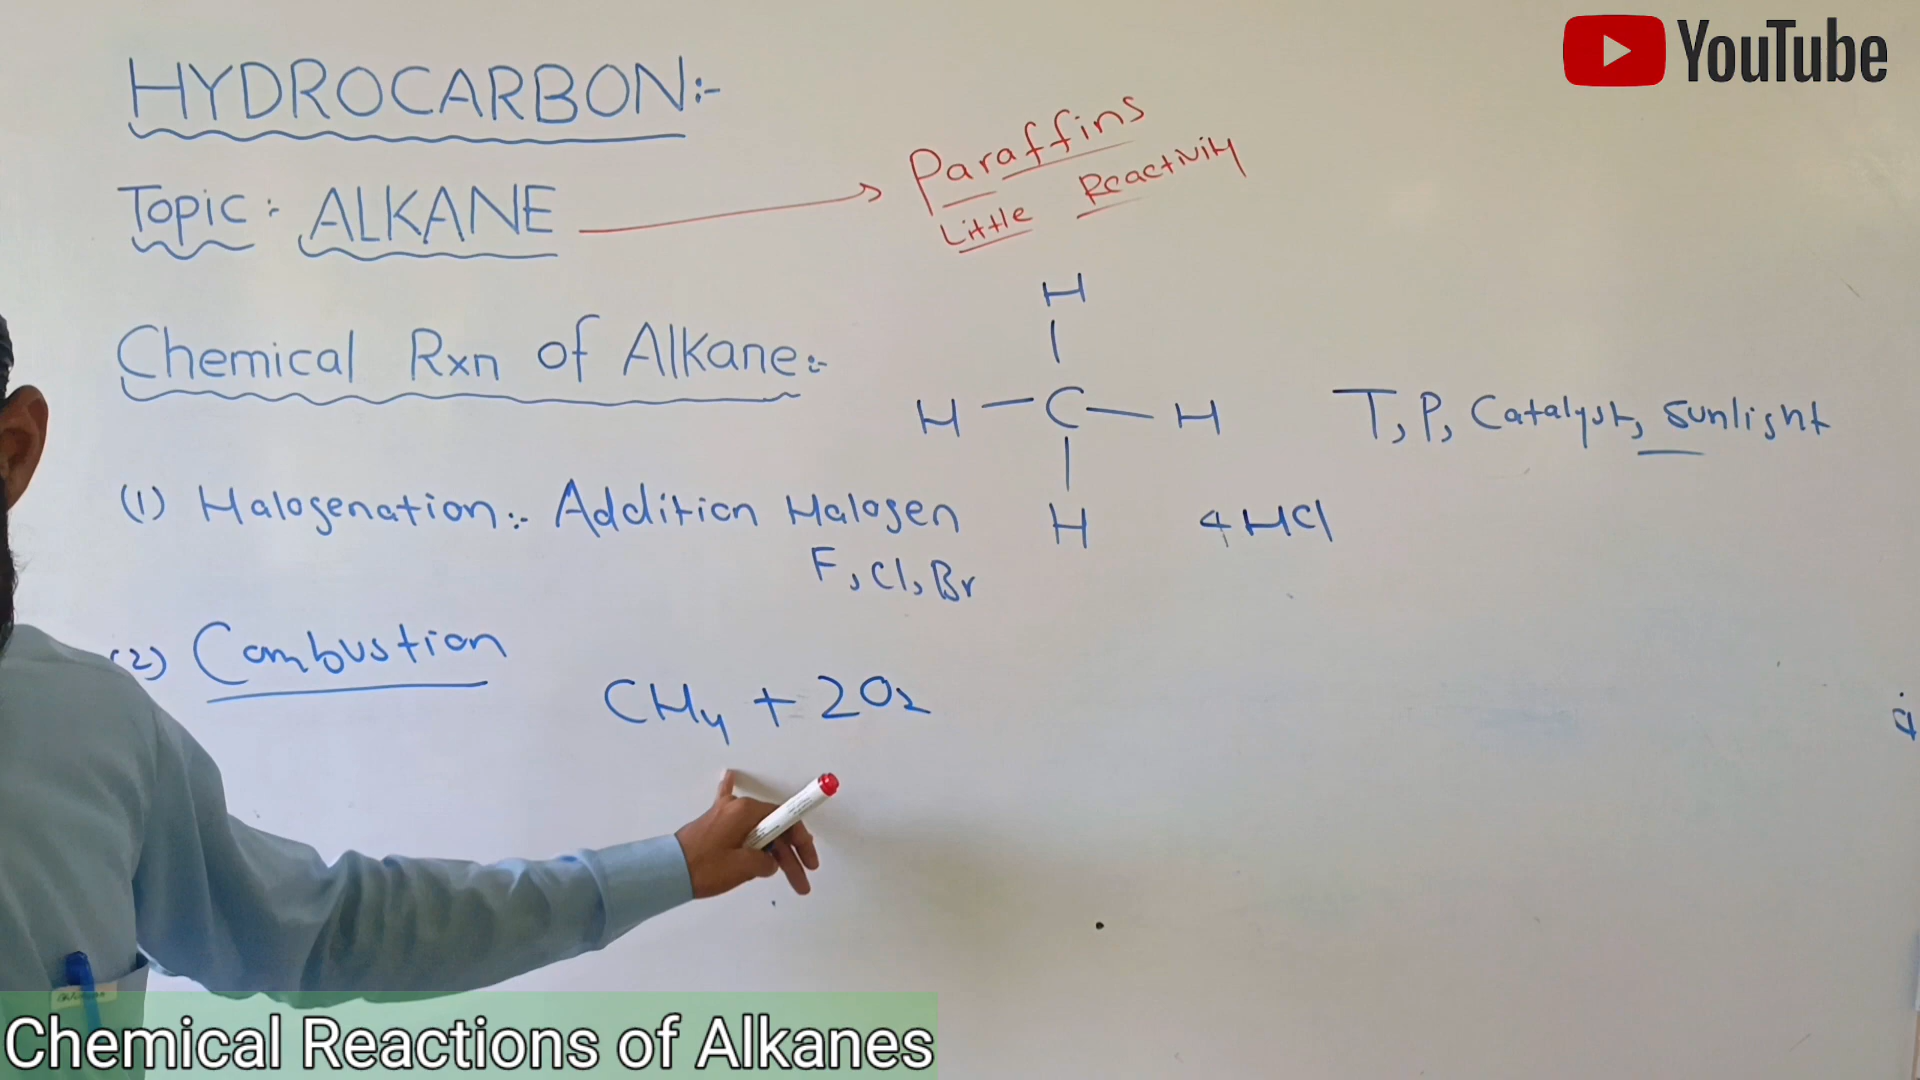 YouTube
HYDROCARBON:-
Topic: ALKANE
Paraffins
Little Reactivity
Chemical Rxn of Alkane:-
H
H - C - H
H
T, P, Catalyst, Sunlight
(1) Halogenation:- Addition Halogen
F, Cl, Br
4HCl
(2) Combustion
CH4 + 2O2
Chemical Reactions of Alkanes